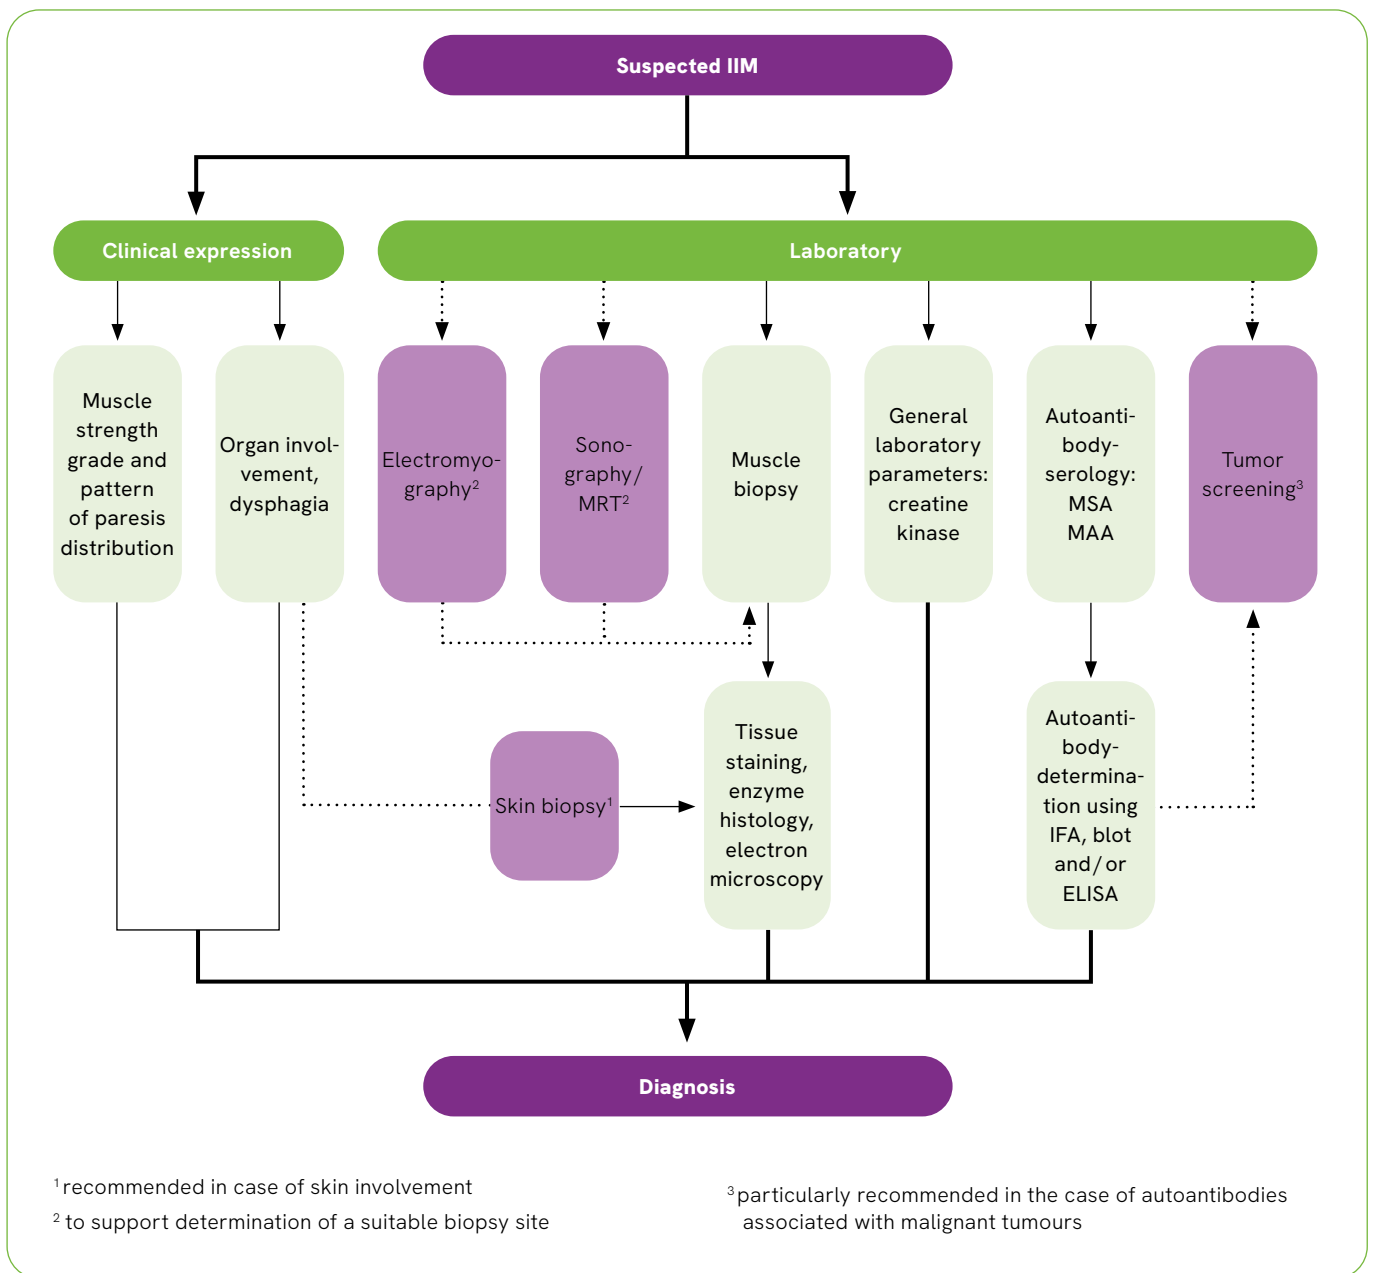 Suspected IIM
Clinical expression
Laboratory
Muscle
strength
grade and
pattern
of paresis
distribution
Organ invol-
vement,
dysphagia
Electromyo-
graphy²
Sono-
graphy/
MRT²
Muscle
biopsy
General
laboratory
parameters:
creatine
kinase
Autoanti-
body-
serology:
MSA
MAA
Tumor
screening³
Skin biopsy¹
Tissue
staining,
enzyme
histology,
electron
microscopy
Autoanti-
body-
determina-
tion using
IFA, blot
and/or
ELISA
Diagnosis
¹ recommended in case of skin involvement
² to support determination of a suitable biopsy site
³ particularly recommended in the case of autoantibodies
associated with malignant tumours